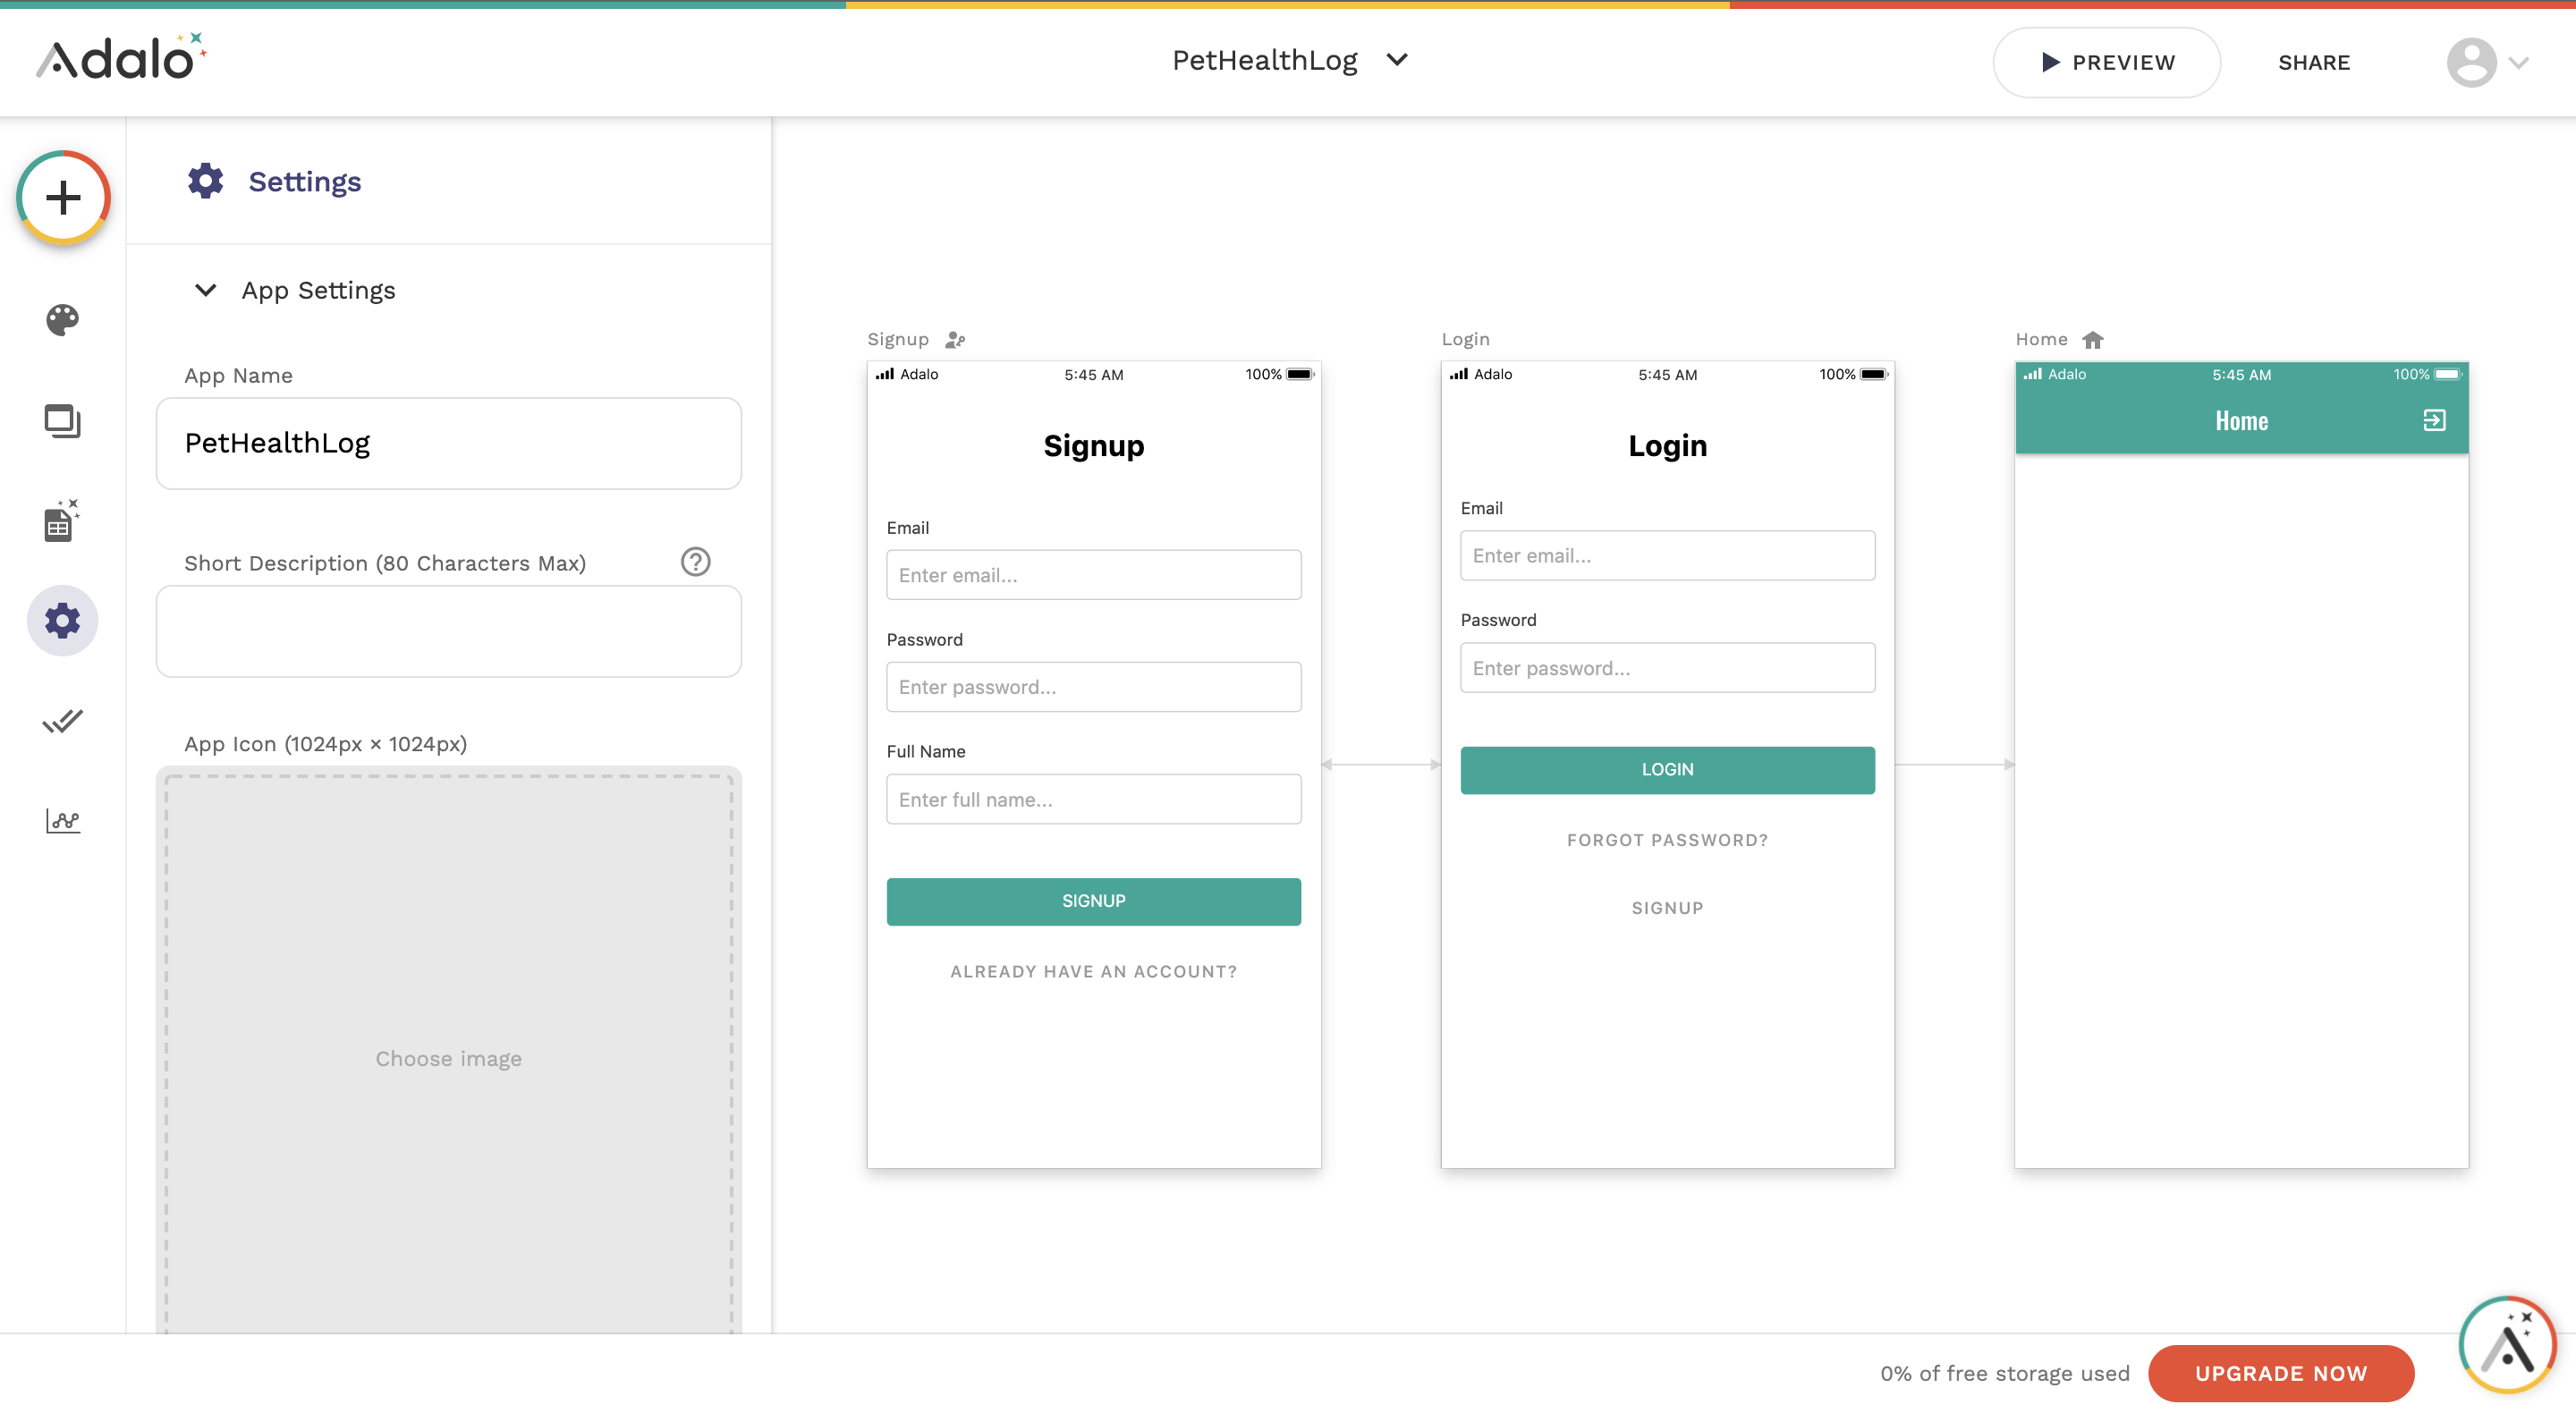 Adalo
PetHealthLog
PREVIEW
SHARE
Settings
App Settings
App Name
PetHealthLog
Short Description (80 Characters Max)
App Icon (1024px × 1024px)
Choose image
Signup
Adalo 5:45 AM 100%
Signup
Email
Enter email...
Password
Enter password...
Full Name
Enter full name...
SIGNUP
ALREADY HAVE AN ACCOUNT?
Login
Adalo 5:45 AM 100%
Login
Email
Enter email...
Password
Enter password...
LOGIN
FORGOT PASSWORD?
SIGNUP
Home
Adalo 5:45 AM 100%
Home
0% of free storage used
UPGRADE NOW